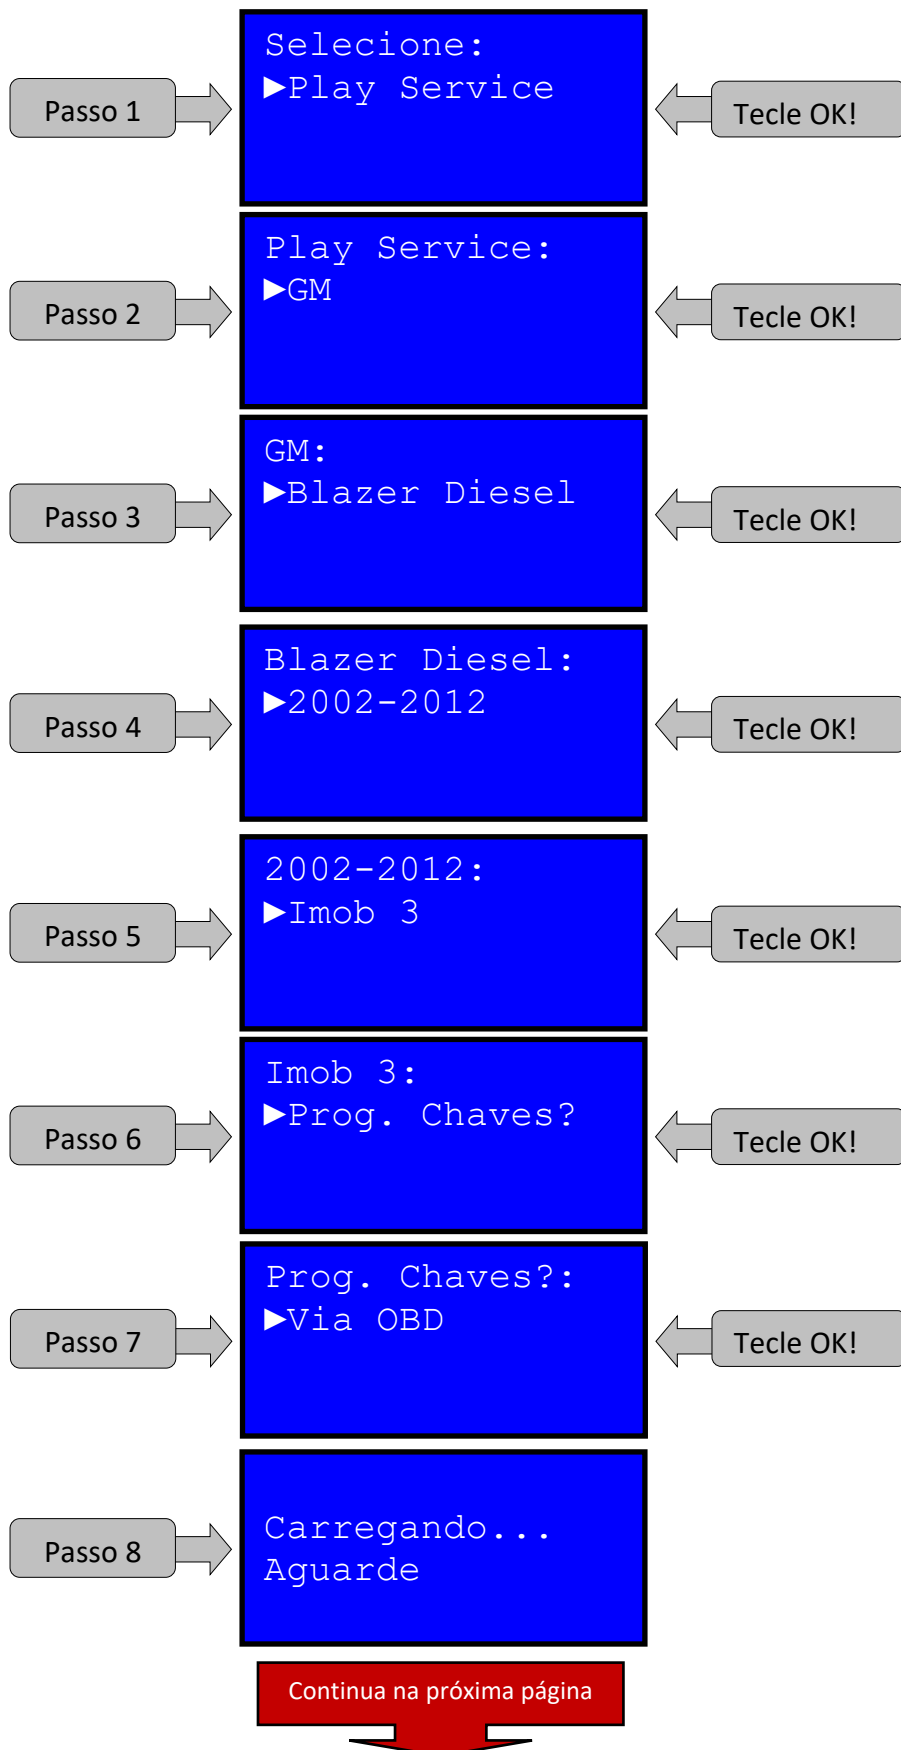 Selecione:
►Play Service
Passo 1
Tecle OK!
Play Service:
►GM
Passo 2
Tecle OK!
GM:
►Blazer Diesel
Passo 3
Tecle OK!
Blazer Diesel:
►2002-2012
Passo 4
Tecle OK!
2002-2012:
►Imob 3
Passo 5
Tecle OK!
Imob 3:
►Prog. Chaves?
Passo 6
Tecle OK!
Prog. Chaves?:
►Via OBD
Passo 7
Tecle OK!
Carregando...
Aguarde
Passo 8
Continua na próxima página